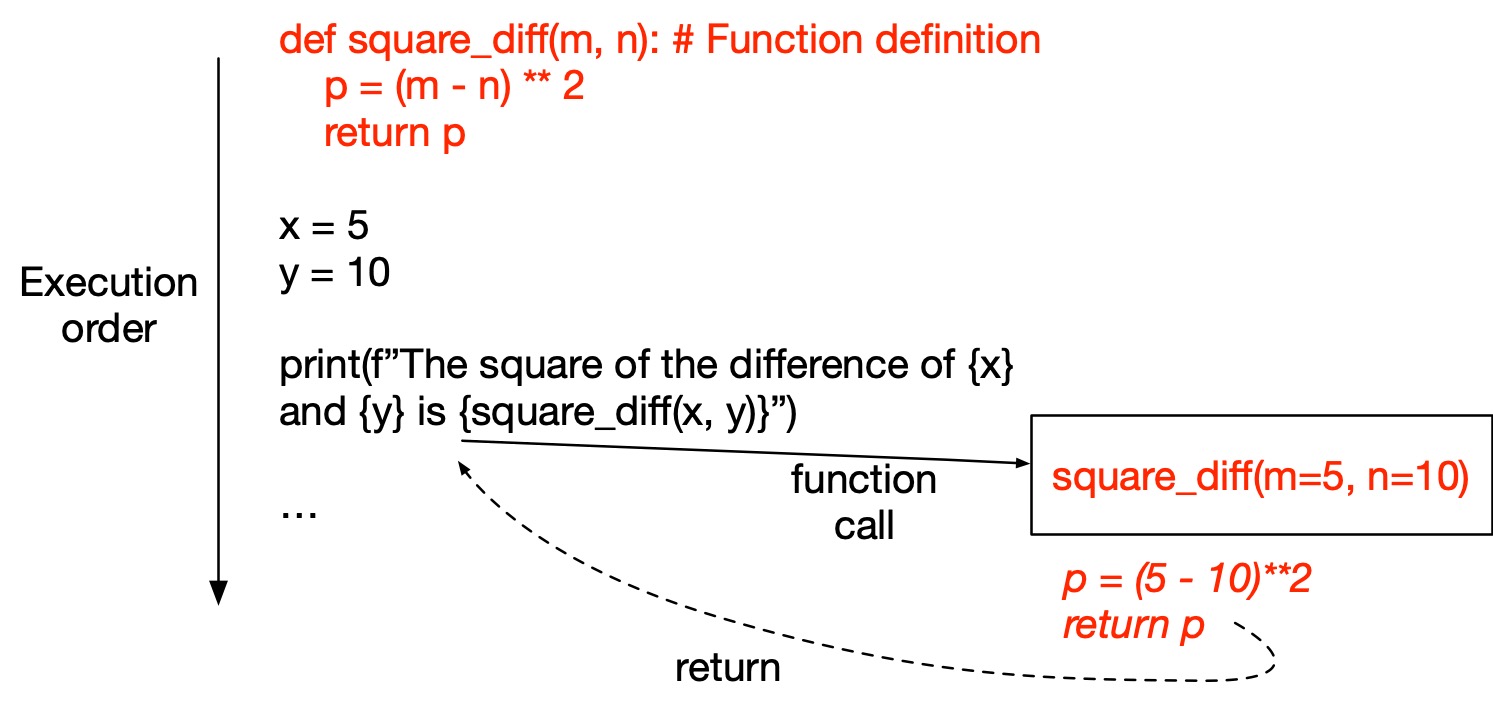 def square_diff(m, n): # Function definition
p = (m - n) ** 2
return p
x = 5
y = 10
Execution
order
print(f”The square of the difference of {x}
and {y} is {square_diff(x, y)}”)
function
call
square_diff(m=5, n=10)
...
p = (5 - 10)**2
return p
return